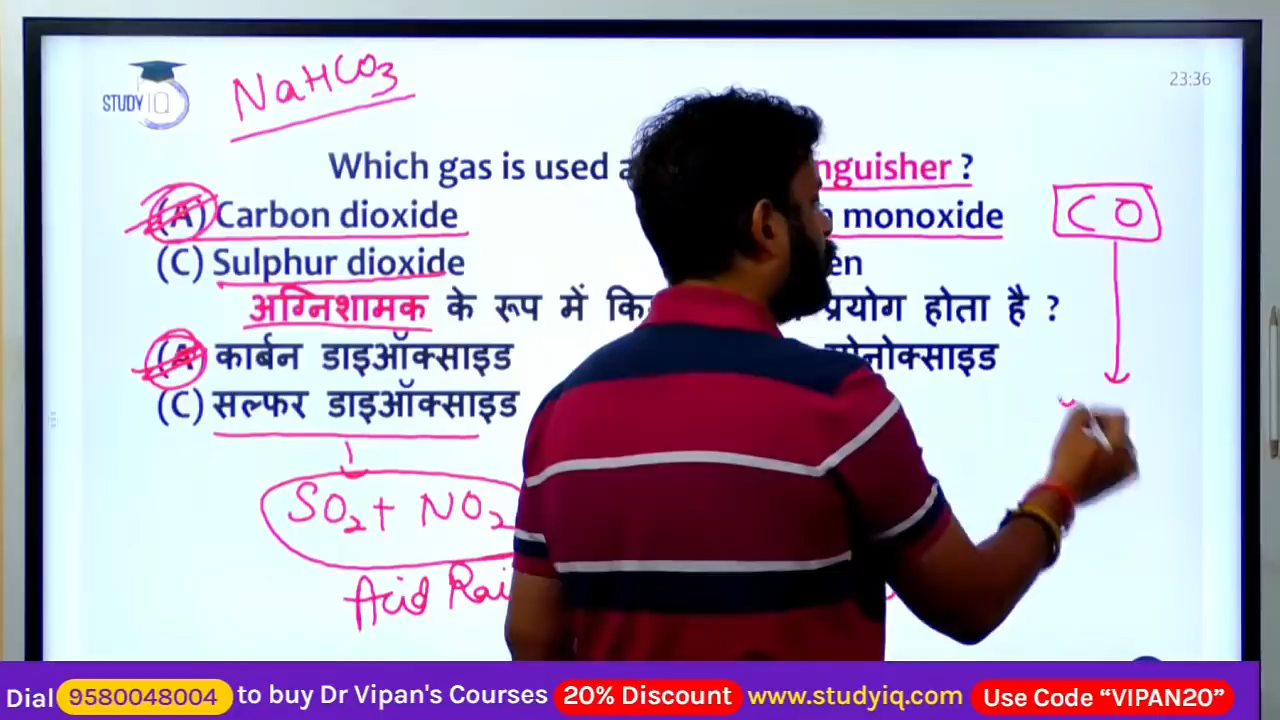 STUDY IQ
NaHCO3
23:36
Which gas is used nguisher ?
(A) Carbon dioxide monoxide
CO
(C) Sulphur dioxide
अग्निशामक के रूप में प्रयोग होता है ?
(A) कार्बन डाइऑक्साइड
(C) सल्फर डाइऑक्साइड
SO2 + NO2
Acid
Dial 9580048004 to buy Dr Vipan's Courses 20% Discount www.studyiq.com Use Code “VIPAN20”